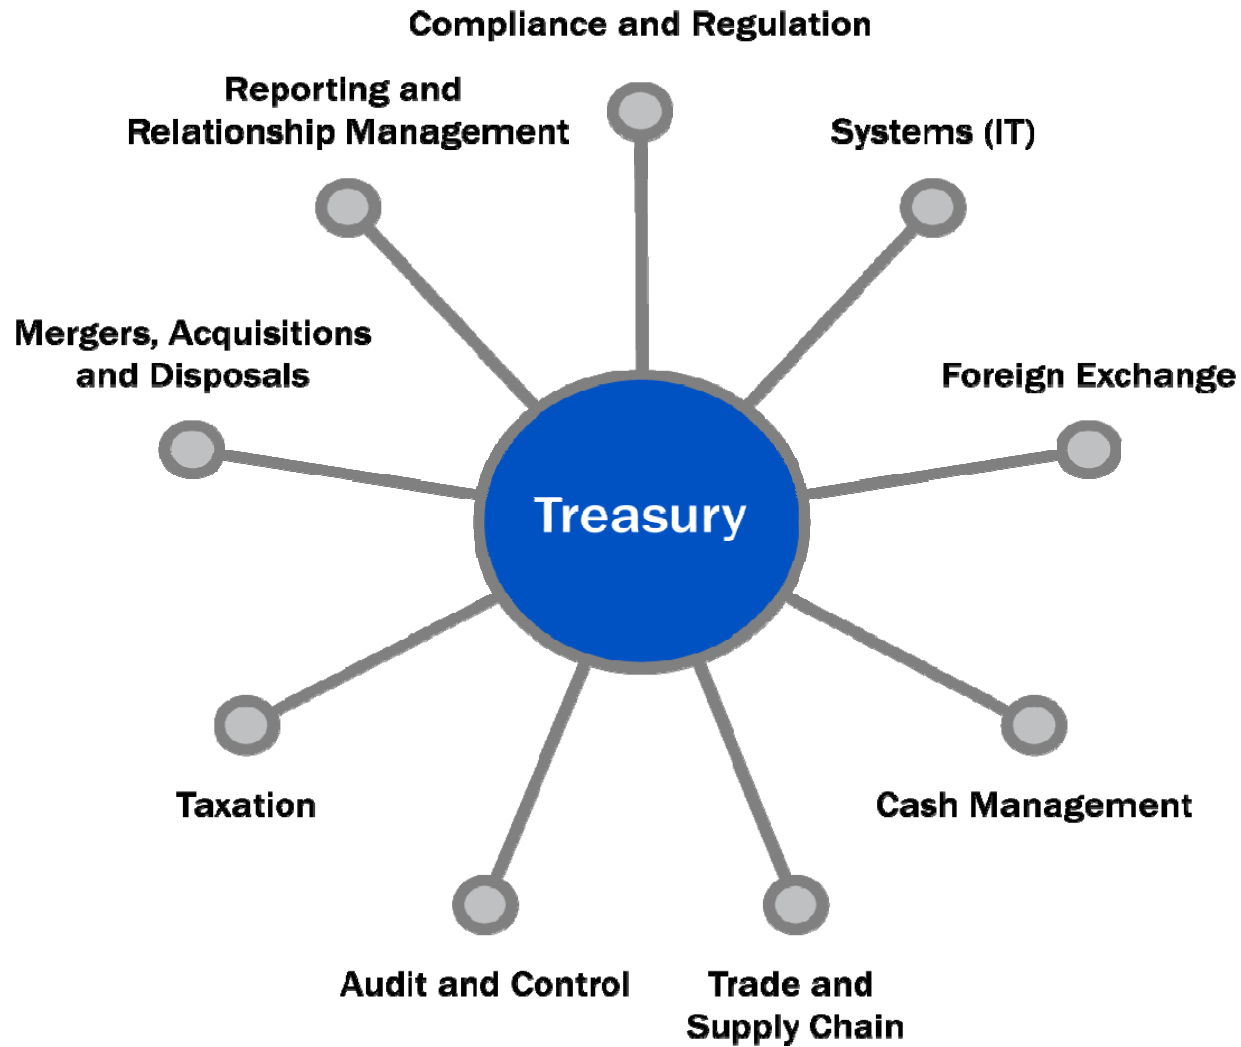 Compliance and Regulation
Reporting and
Relationship Management
Systems (IT)
Mergers, Acquisitions
and Disposals
Foreign Exchange
Treasury
Taxation
Cash Management
Audit and Control
Trade and
Supply Chain